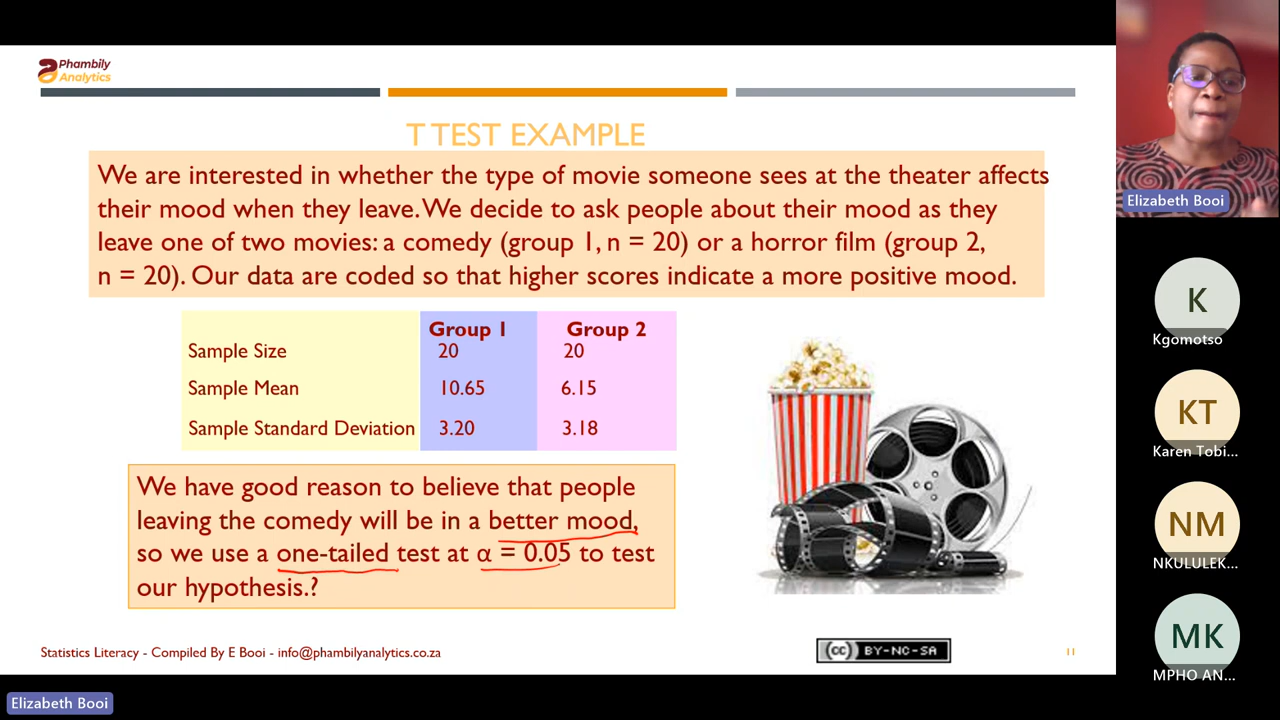 Phambily
Analytics
T TEST EXAMPLE
We are interested in whether the type of movie someone sees at the theater affects
their mood when they leave. We decide to ask people about their mood as they
leave one of two movies: a comedy (group 1, n = 20) or a horror film (group 2,
n = 20). Our data are coded so that higher scores indicate a more positive mood.
Group 1 Group 2
Sample Size 20 20
Sample Mean 10.65 6.15
Sample Standard Deviation 3.20 3.18
We have good reason to believe that people
leaving the comedy will be in a better mood,
so we use a one-tailed test at α = 0.05 to test
our hypothesis.?
Statistics Literacy - Compiled By E Booi - info@phambilyanalytics.co.za
cc BY-NC-SA
11
Elizabeth Booi
K
Kgomotso
KT
Karen Tobi...
NM
NKULULEK...
MK
MPHO AN...
Elizabeth Booi